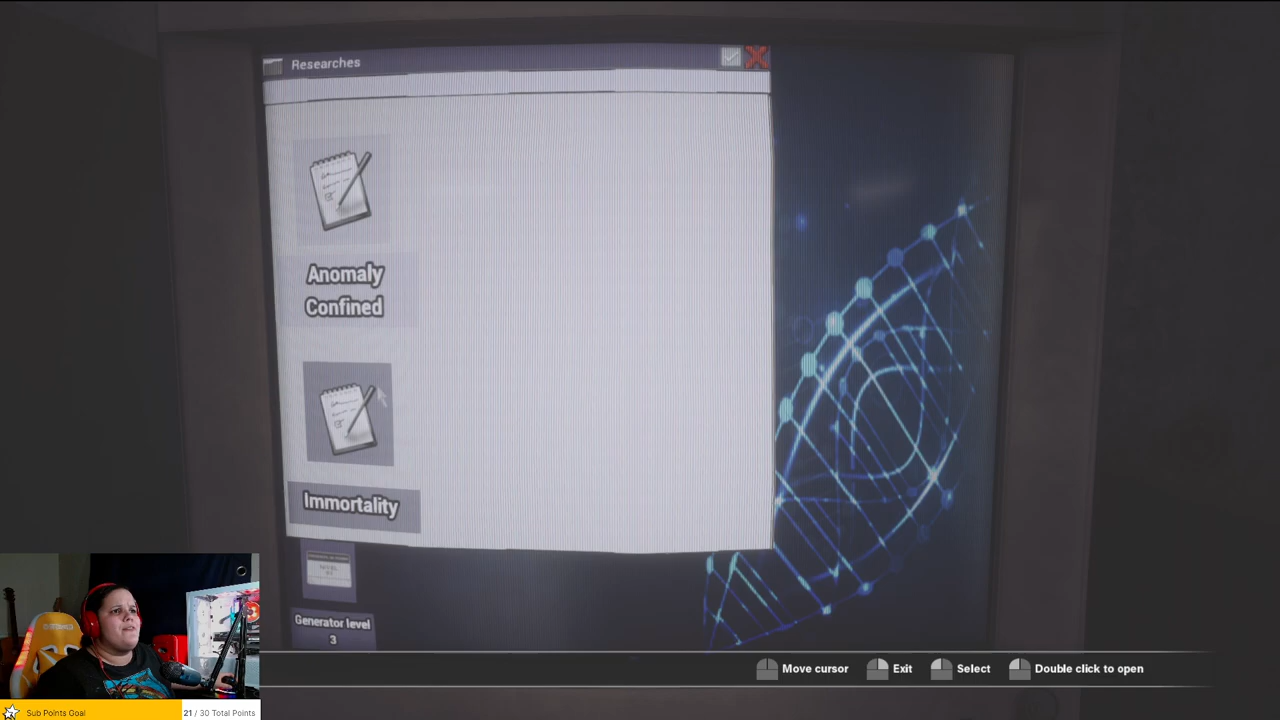 Researches
Anomaly
Confined
Immortality
Generator level
3
Move cursor
Exit
Select
Double click to open
Sub Points Goal
21 / 30 Total Points